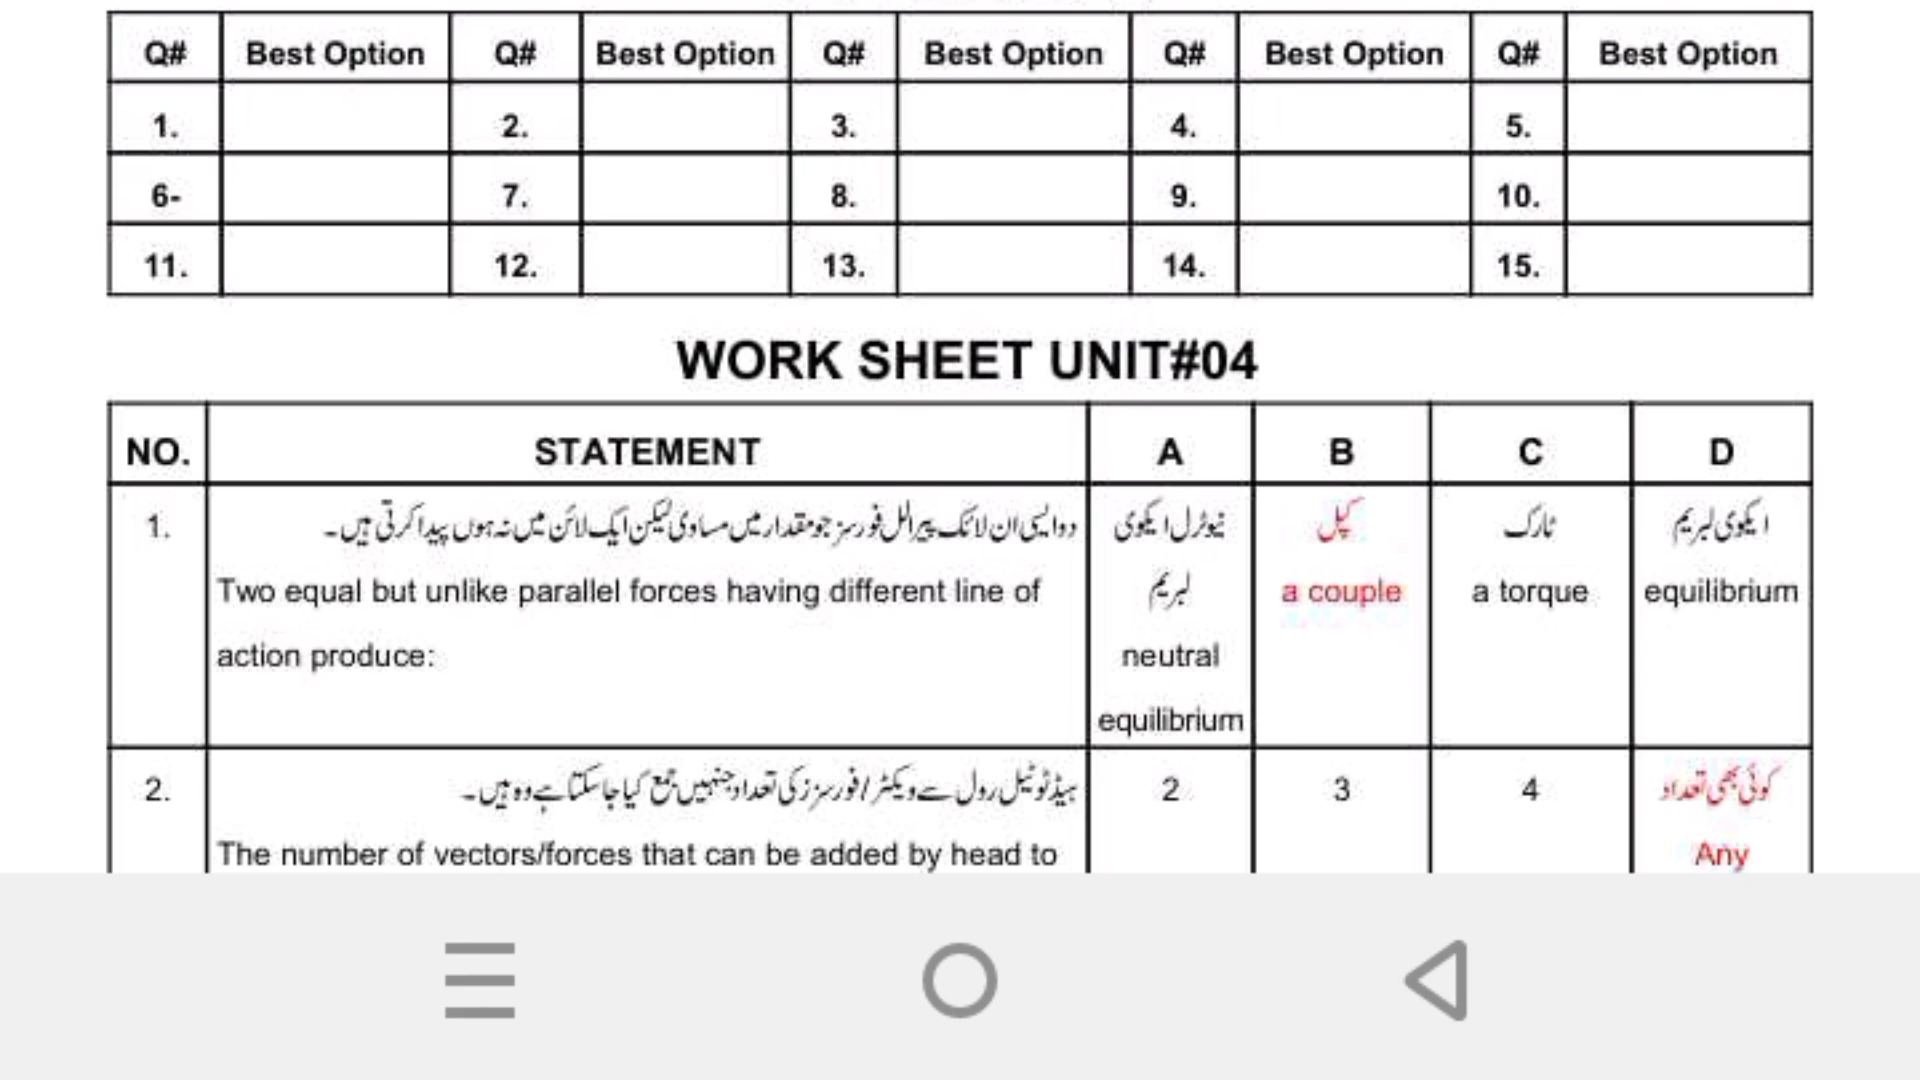 Q# Best Option Q# Best Option Q# Best Option Q# Best Option Q# Best Option
1. 2. 3. 4. 5.
6- 7. 8. 9. 10.
11. 12. 13. 14. 15.
WORK SHEET UNIT#04
NO. STATEMENT A B C D
1.
دو ایسی ان لائک پیرالل فورسز جو مقدار میں مساوی لیکن ایک لائن میں نہ ہوں پیدا کرتی ہیں۔
Two equal but unlike parallel forces having different line of
action produce:
نیوٹرل ایکوی
لبریم
neutral
equilibrium
کپل
a couple
ٹارک
a torque
ایکوی لبریم
equilibrium
2.
ہیڈ ٹو ٹیل رول سے ویکٹرز/فورسز کی تعداد جنہیں جمع کیا جا سکتا ہے وہ ہیں۔
The number of vectors/forces that can be added by head to
2
3
4
کوئی بھی تعداد
Any